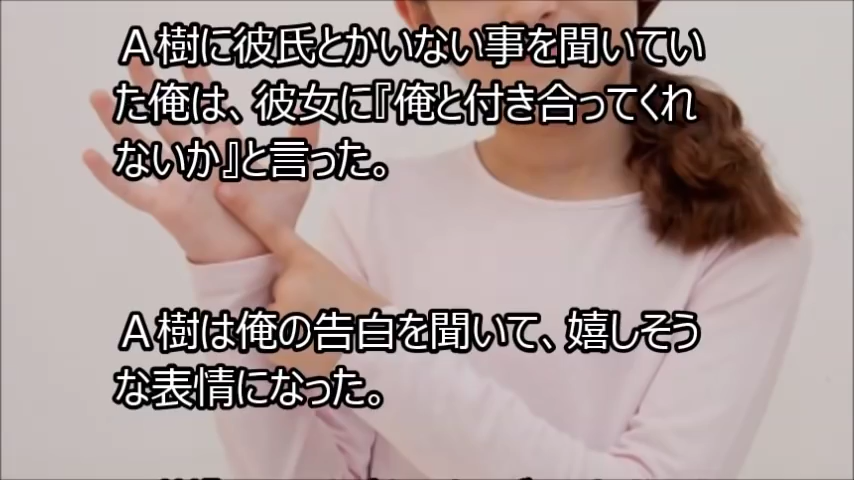 Ａ樹に彼氏とかいない事を聞いてい
た俺は、彼女に『俺と付き合ってくれ
ないか』と言った。
Ａ樹は俺の告白を聞いて、嬉しそう
な表情になった。